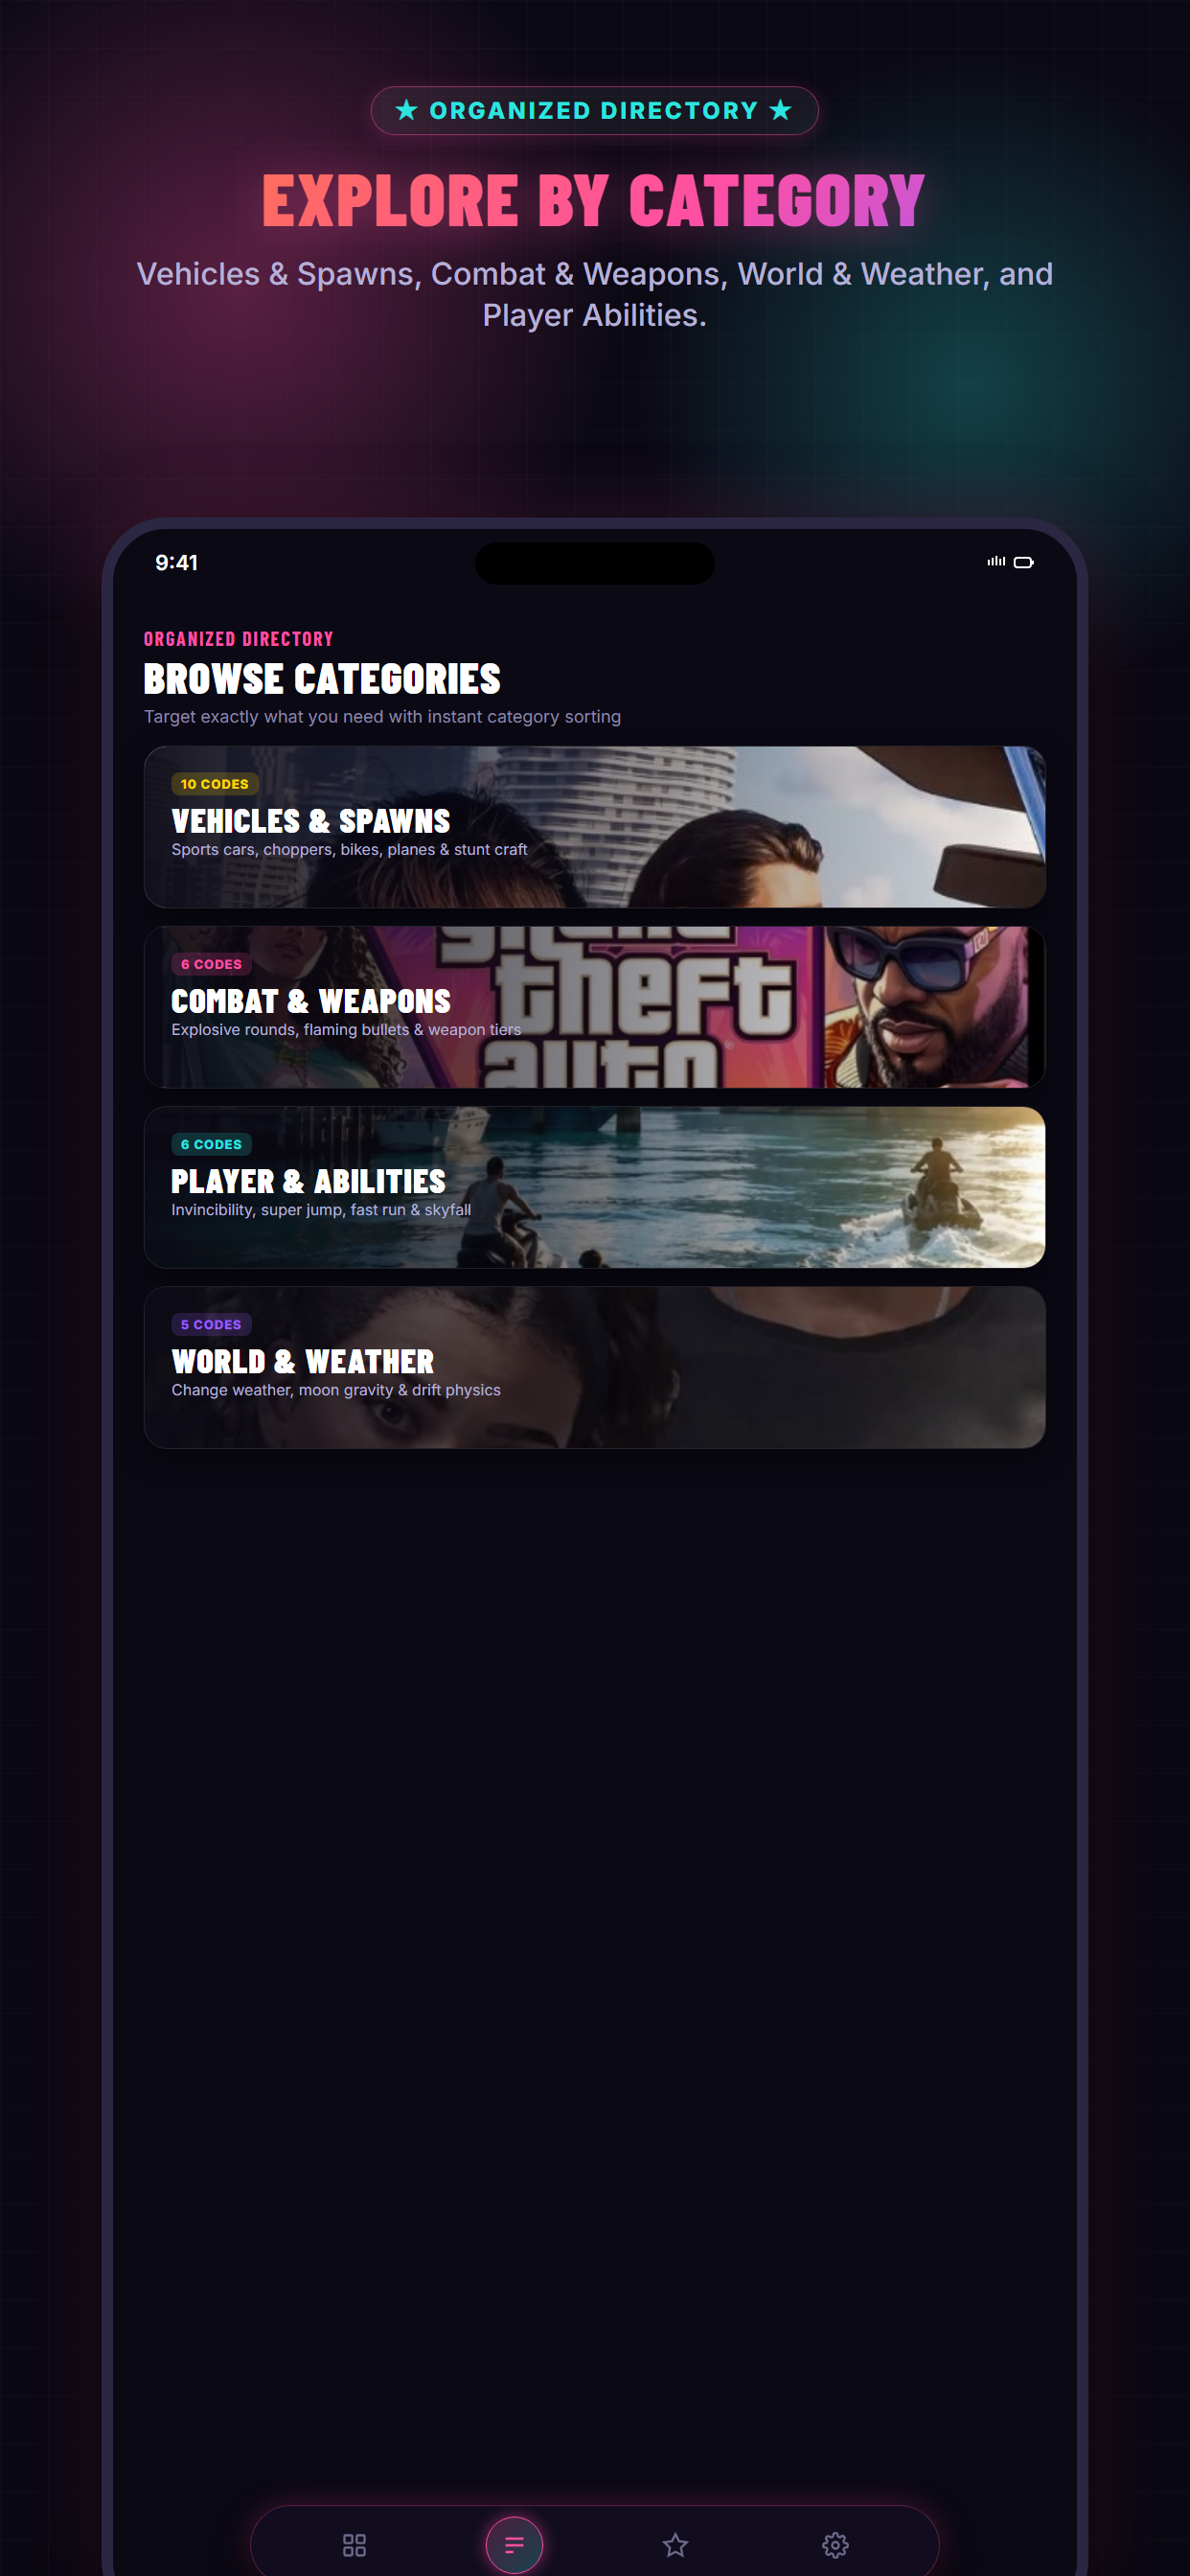 ★ ORGANIZED DIRECTORY ★
EXPLORE BY CATEGORY
Vehicles & Spawns, Combat & Weapons, World & Weather, and
Player Abilities.
9:41
ORGANIZED DIRECTORY
BROWSE CATEGORIES
Target exactly what you need with instant category sorting
10 CODES
VEHICLES & SPAWNS
Sports cars, choppers, bikes, planes & stunt craft
6 CODES
COMBAT & WEAPONS
Explosive rounds, flaming bullets & weapon tiers
grand
theft
auto
6 CODES
PLAYER & ABILITIES
Invincibility, super jump, fast run & skyfall
5 CODES
WORLD & WEATHER
Change weather, moon gravity & drift physics